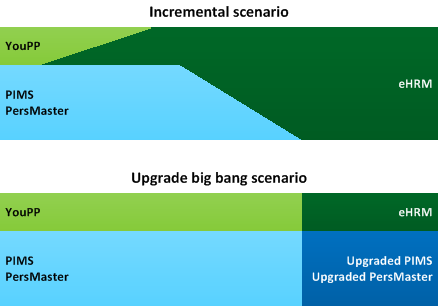 Incremental scenario
YouPP
eHRM
PIMS
PersMaster
Upgrade big bang scenario
YouPP
eHRM
PIMS
PersMaster
Upgraded PIMS
Upgraded PersMaster